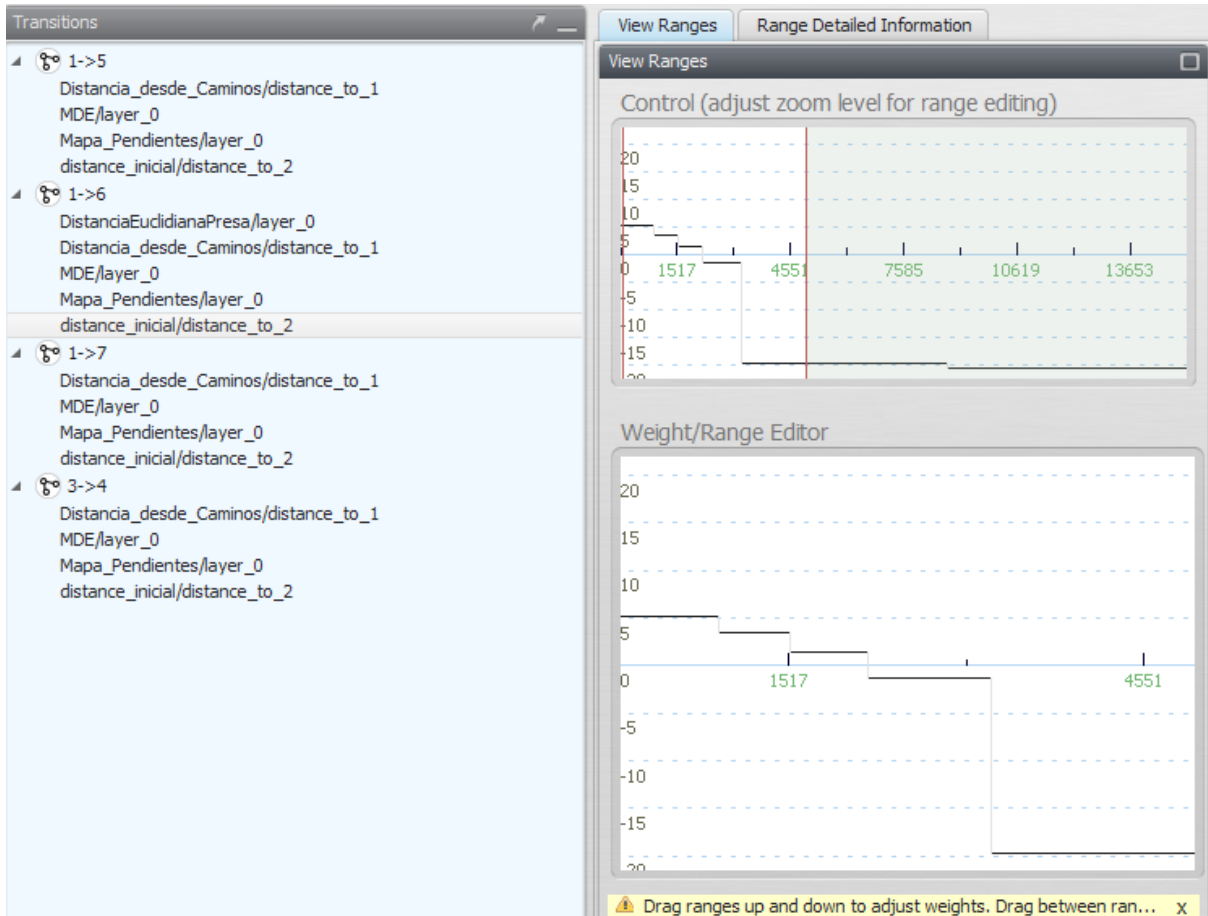 Transitions
1->5
Distancia_desde_Caminos/distance_to_1
MDE/layer_0
Mapa_Pendientes/layer_0
distance_inicial/distance_to_2
1->6
DistanciaEuclidianaPresa/layer_0
Distancia_desde_Caminos/distance_to_1
MDE/layer_0
Mapa_Pendientes/layer_0
distance_inicial/distance_to_2
1->7
Distancia_desde_Caminos/distance_to_1
MDE/layer_0
Mapa_Pendientes/layer_0
distance_inicial/distance_to_2
3->4
Distancia_desde_Caminos/distance_to_1
MDE/layer_0
Mapa_Pendientes/layer_0
distance_inicial/distance_to_2
View Ranges Range Detailed Information
View Ranges
Control (adjust zoom level for range editing)
20
15
10
5
0 1517 4551 7585 10619 13653
-5
-10
-15
-20
Weight/Range Editor
20
15
10
5
0 1517 4551
-5
-10
-15
-20
Drag ranges up and down to adjust weights. Drag between ran... x